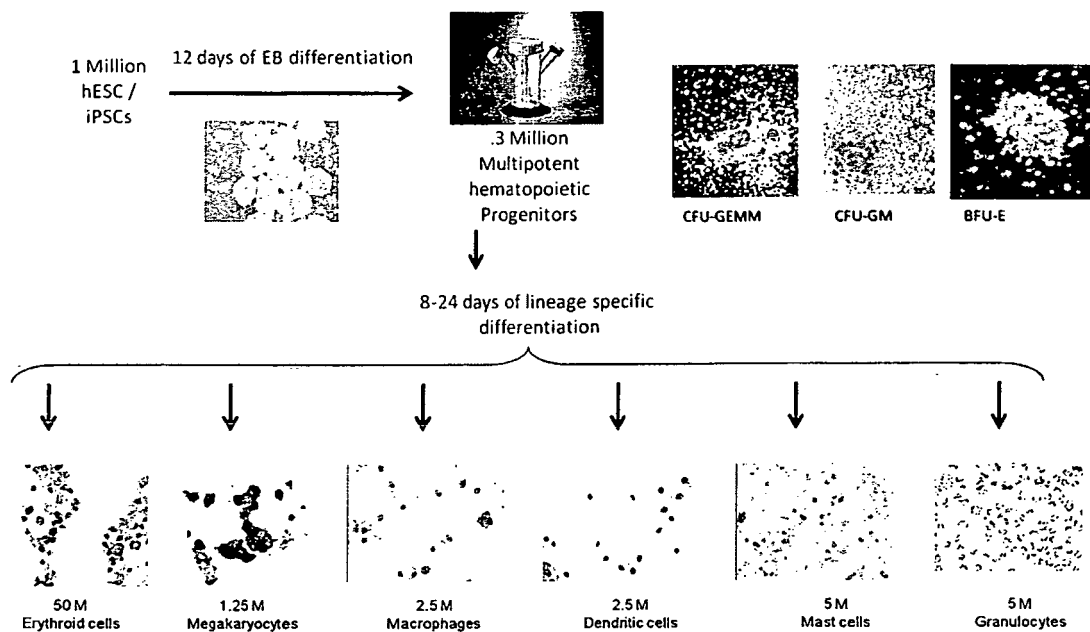 12 days of EB differentiation
1 Million
hESC /
iPSCs
.3 Million
Multipotent
hematopoietic
Progenitors
CFU-GEMM
CFU-GM
BFU-E
8-24 days of lineage specific
differentiation
50 M
Erythroid cells
1.25 M
Megakaryocytes
2.5 M
Macrophages
2.5 M
Dendritic cells
5 M
Mast cells
5 M
Granulocytes